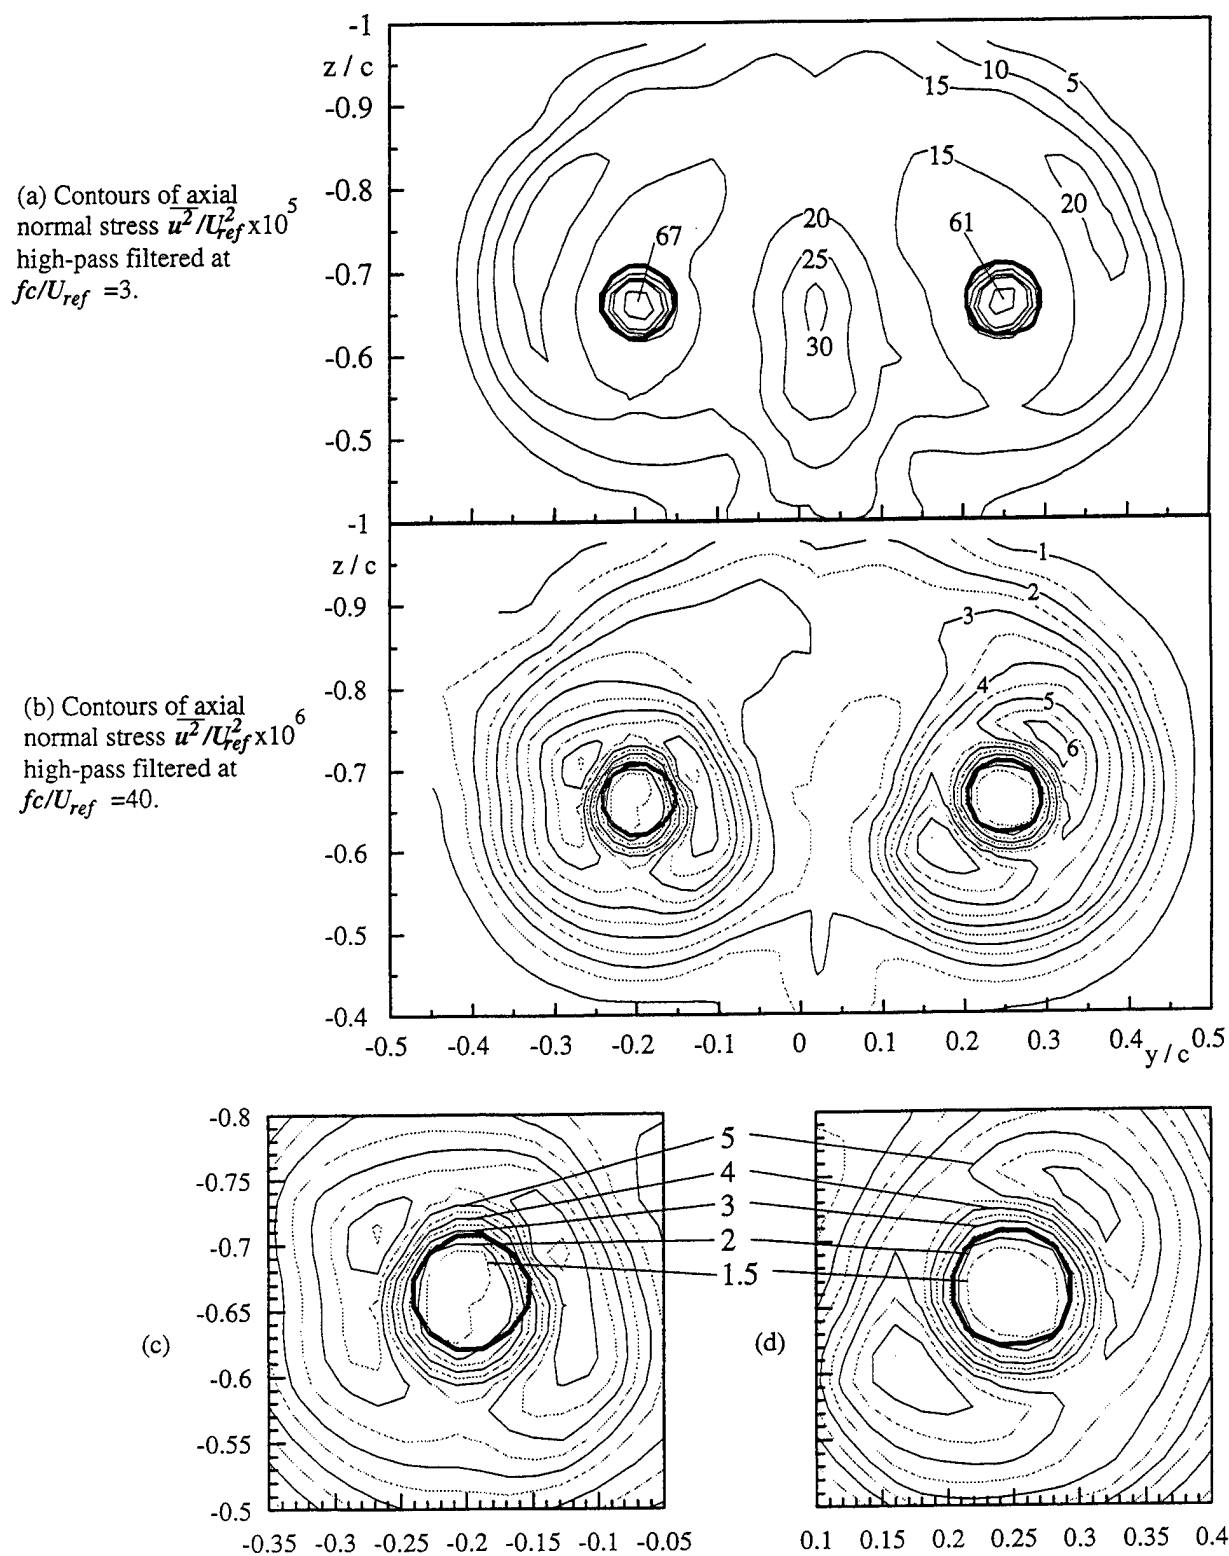 -1
z / c
-0.9
-0.8
-0.7
-0.6
-0.5
(a) Contours of axial
normal stress u²/U²ref x10⁵
high-pass filtered at
fc/Uref =3.
10
5
15
15
20
20
67
61
25
30
-1
z / c
-0.9
-0.8
-0.7
-0.6
-0.5
-0.4
(b) Contours of axial
normal stress u²/U²ref x10⁶
high-pass filtered at
fc/Uref =40.
1
2
3
4
5
6
-0.5 -0.4 -0.3 -0.2 -0.1 0 0.1 0.2 0.3 0.4 0.5
y / c
-0.8
-0.75
-0.7
-0.65
-0.6
-0.55
-0.5
(c)
5
4
3
2
1.5
(d)
-0.35 -0.3 -0.25 -0.2 -0.15 -0.1 -0.05
0.1 0.15 0.2 0.25 0.3 0.35 0.4